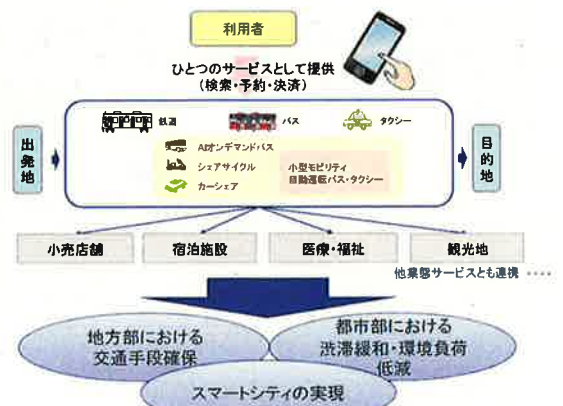 利用者
ひとつのサービスとして提供
(検索・予約・決済)
鉄道
バス
タクシー
出発地
目的地
AIオンデマンドバス
シェアサイクル
カーシェア
小型モビリティ
自動運転バス・タクシー
小売店舗
宿泊施設
医療・福祉
観光地
他業態サービスとも連携 ‥‥
地方部における
交通手段確保
都市部における
渋滞緩和・環境負荷
低減
スマートシティの実現